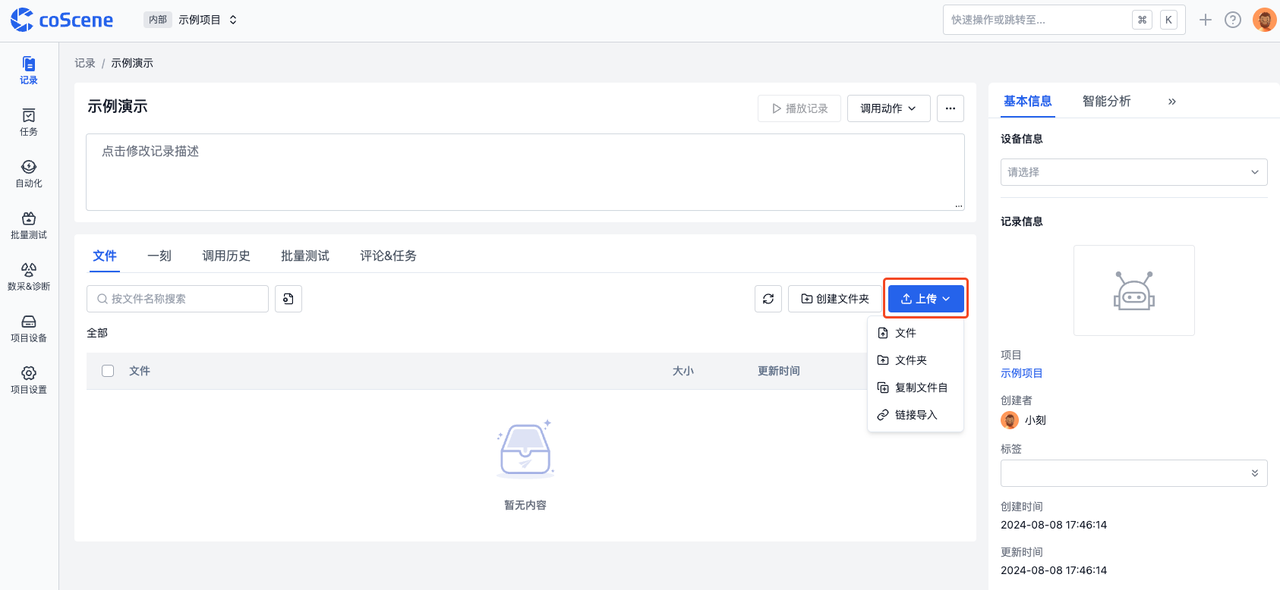 coScene 内部 示例项目 快速操作或跳转至... ⌘ K
记录
任务
自动化
批量测试
数采&诊断
项目设备
项目设置
记录 / 示例演示
示例演示
播放记录 调用动作 ...
点击修改记录描述
文件 一刻 调用历史 批量测试 评论&任务
按文件名称搜索 创建文件夹 上传
文件
文件夹
复制文件自
链接导入
全部
文件 大小 更新时间
暂无内容
基本信息 智能分析 »
设备信息
请选择
记录信息
项目
示例项目
创建者
小刻
标签
创建时间
2024-08-08 17:46:14
更新时间
2024-08-08 17:46:14